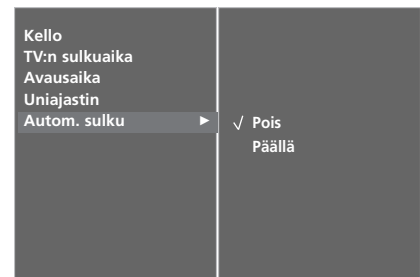 Kello
TV:n sulkuaika
Avausaika
Uniajastin
Autom. sulku ►
√ Pois
Päällä